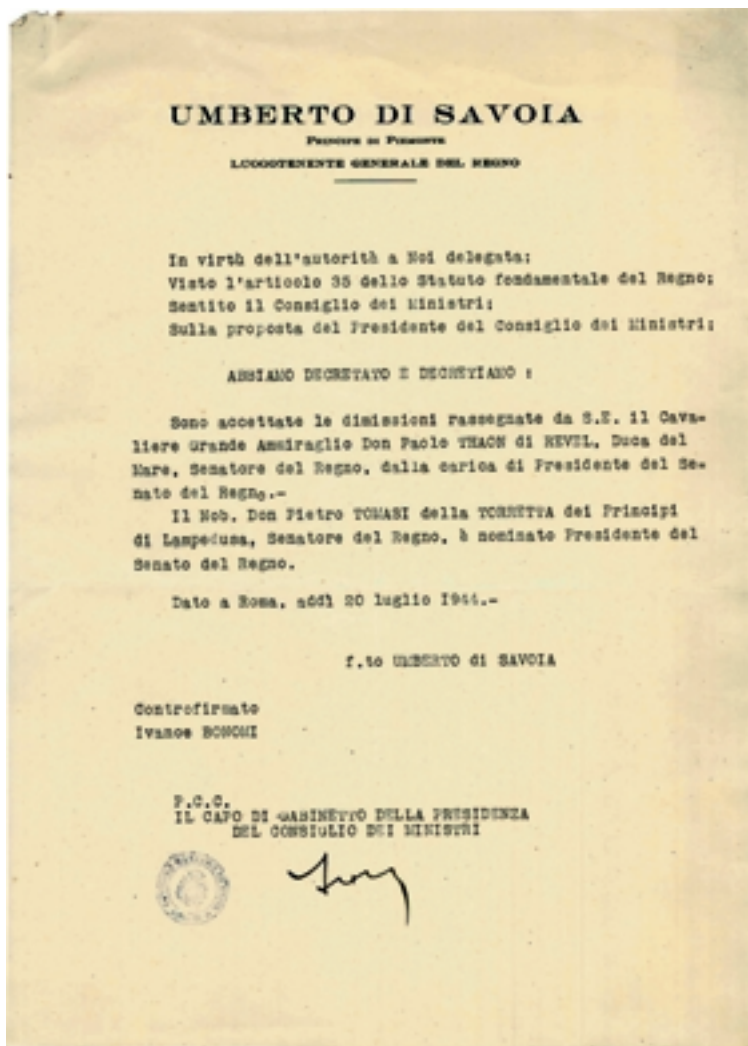 UMBERTO DI SAVOIA
PRINCIPE DI PIEMONTE
LUOGOTENENTE GENERALE DEL REGNO
In virtù dell'autorità a Noi delegata;
Visto l'articolo 35 dello Statuto fondamentale del Regno;
Sentito il Consiglio dei Ministri;
Sulla proposta del Presidente del Consiglio dei Ministri;
ABBIAMO DECRETATO E DECRETIAMO :
Sono accettate le dimissioni rassegnate da S.E. il Cava=
liere Grande Ammiraglio Don Paolo THAON di REVEL, Duca del
Mare, Senatore del Regno, dalla carica di Presidente del Se=
nato del Regno.=
Il Nob. Don Pietro TOMASI della TORRETTA dei Principi
di Lampedusa, Senatore del Regno, è nominato Presidente del
Senato del Regno.
Dato a Roma, addì 20 luglio 1944.=
f.to UMBERTO di SAVOIA
Controfirmato
Ivanoe BONOMI
P.C.C.
IL CAPO DI GABINETTO DELLA PRESIDENZA
DEL CONSIGLIO DEI MINISTRI